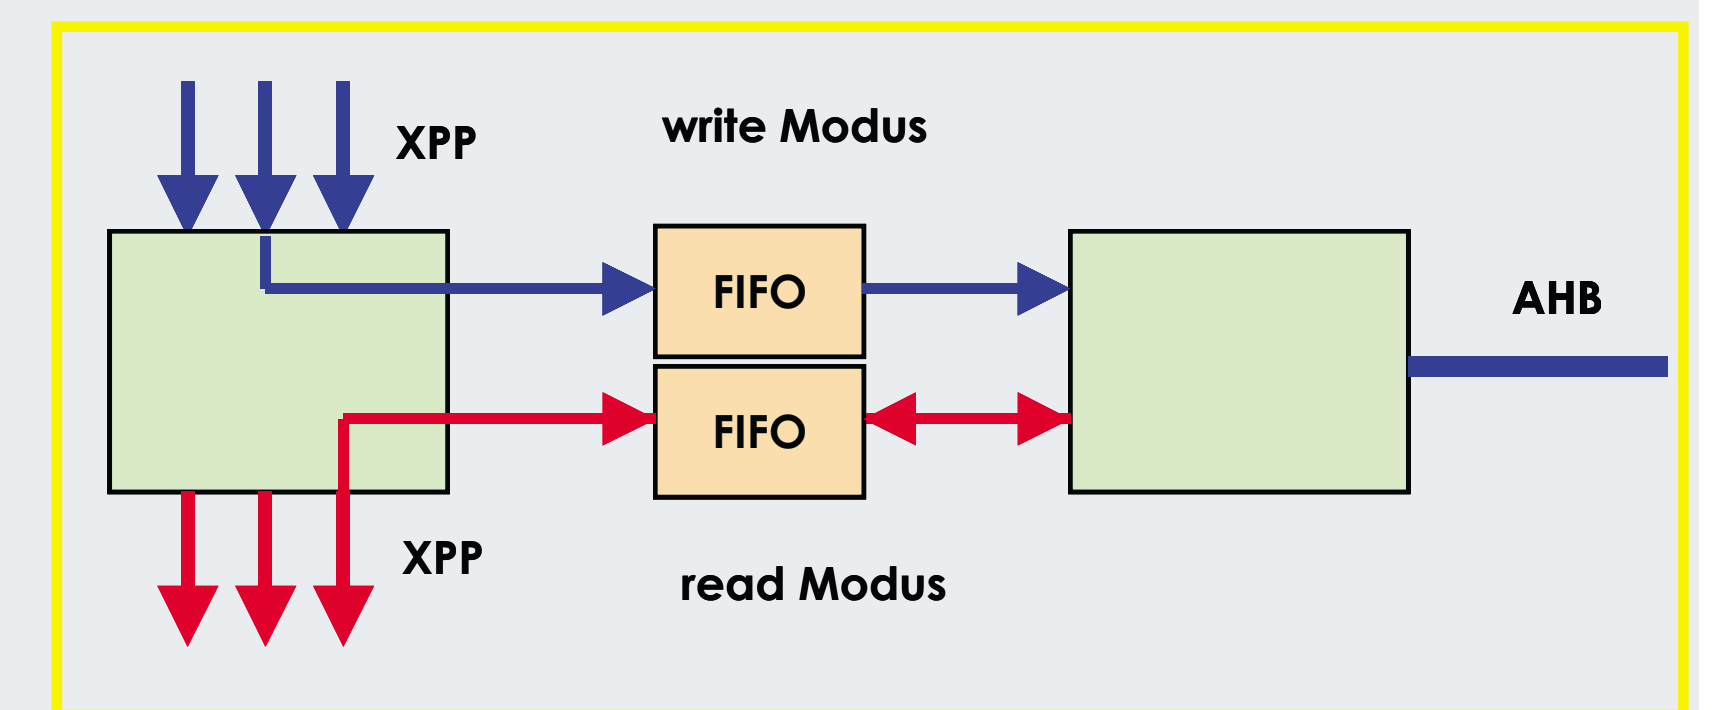 XPP
write Modus
FIFO
AHB
FIFO
XPP
read Modus